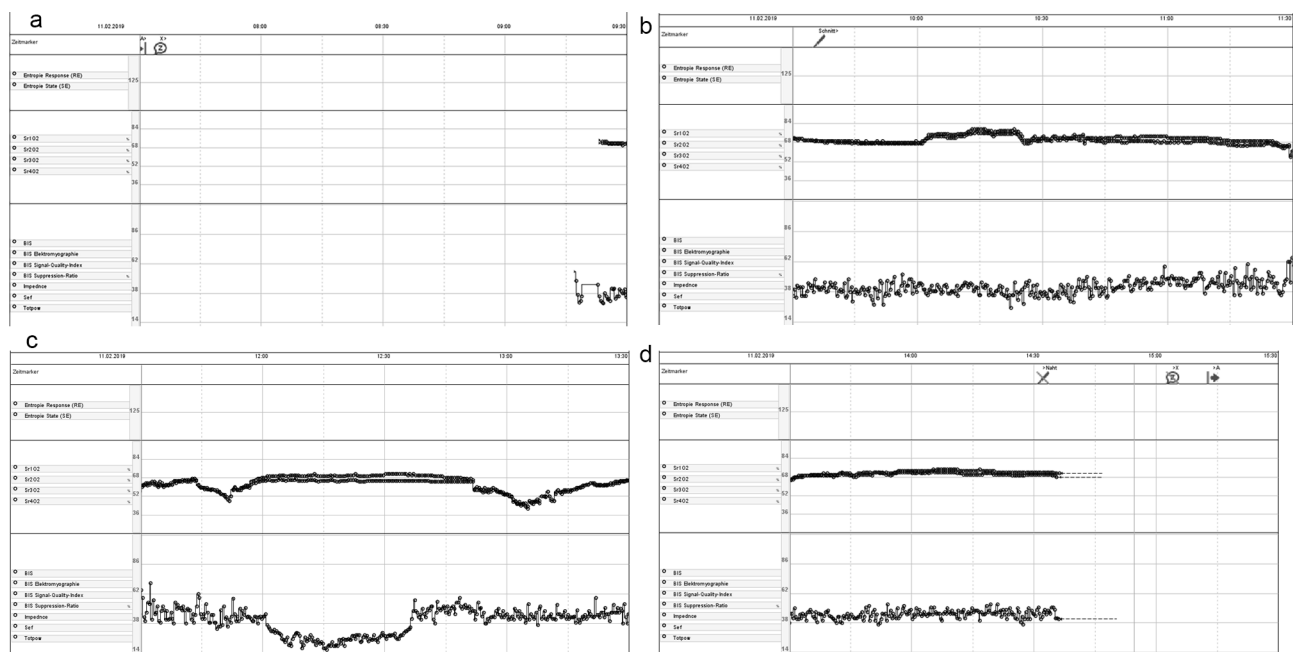 a
11.02.2019 08:00 08:30 09:00 09:30
Zeitmarker
A> X>
Entropie Response (RE)
Entropie State (SE)
125
Sr1O2 %
Sr2O2 %
Sr3O2 %
Sr4O2 %
84
68
52
36
BIS
BIS Elektromyographie
BIS Signal-Quality-Index
BIS Suppression-Ratio %
Impednce
Sef
Totpow
86
62
38
14
b
11.02.2019 10:00 10:30 11:00 11:30
Zeitmarker
Schnitt>
Entropie Response (RE)
Entropie State (SE)
125
Sr1O2 %
Sr2O2 %
Sr3O2 %
Sr4O2 %
84
68
52
36
BIS
BIS Elektromyographie
BIS Signal-Quality-Index
BIS Suppression-Ratio %
Impednce
Sef
Totpow
86
62
38
14
c
11.02.2019 12:00 12:30 13:00 13:30
Zeitmarker
Entropie Response (RE)
Entropie State (SE)
125
Sr1O2 %
Sr2O2 %
Sr3O2 %
Sr4O2 %
84
68
52
36
BIS
BIS Elektromyographie
BIS Signal-Quality-Index
BIS Suppression-Ratio %
Impednce
Sef
Totpow
86
62
38
14
d
11.02.2019 14:00 14:30 15:00 15:30
Zeitmarker
>Naht >X >A
Entropie Response (RE)
Entropie State (SE)
125
Sr1O2 %
Sr2O2 %
Sr3O2 %
Sr4O2 %
84
68
52
36
BIS
BIS Elektromyographie
BIS Signal-Quality-Index
BIS Suppression-Ratio %
Impednce
Sef
Totpow
86
62
38
14